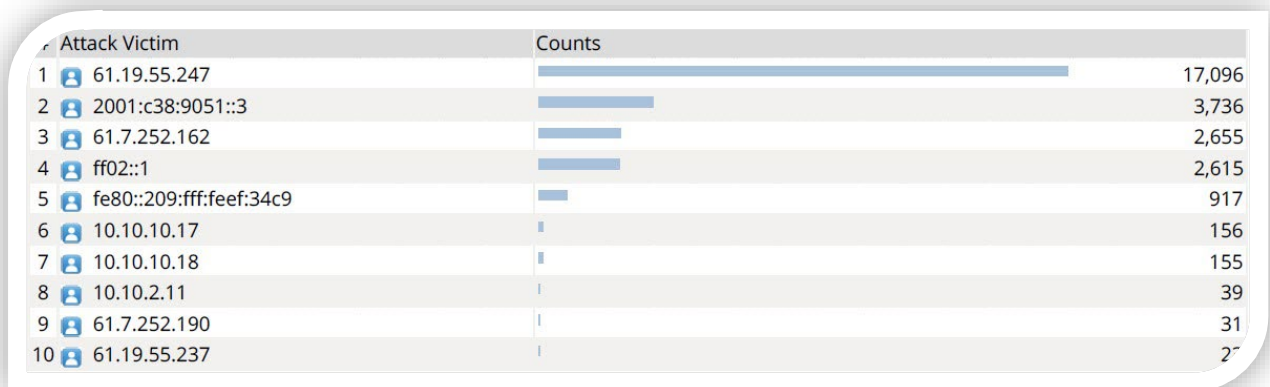 Attack Victim Counts
1 61.19.55.247 17,096
2 2001:c38:9051::3 3,736
3 61.7.252.162 2,655
4 ff02::1 2,615
5 fe80::209:fff:feef:34c9 917
6 10.10.10.17 156
7 10.10.10.18 155
8 10.10.2.11 39
9 61.7.252.190 31
10 61.19.55.237